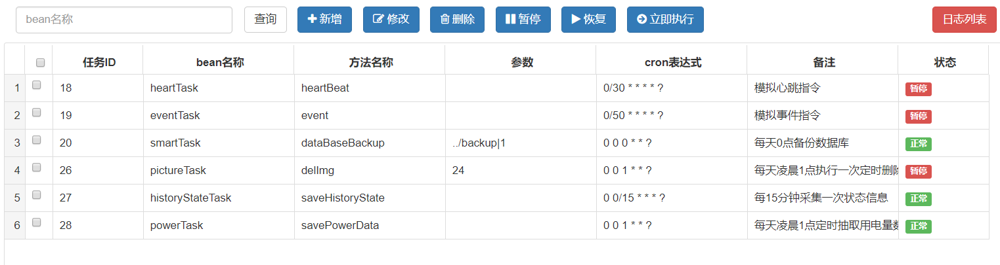 bean名称 查询 新增 修改 删除 暂停 恢复 立即执行 日志列表
任务ID bean名称 方法名称 参数 cron表达式 备注 状态
1 18 heartTask heartBeat 0/30 * * * * ? 模拟心跳指令 暂停
2 19 eventTask event 0/50 * * * * ? 模拟事件指令 暂停
3 20 smartTask dataBaseBackup ../backup|1 0 0 0 * * ? 每天0点备份数据库 正常
4 26 pictureTask delImg 24 0 0 1 * * ? 每天凌晨1点执行一次定时删除 暂停
5 27 historyStateTask saveHistoryState 0 0/15 * * * ? 每15分钟采集一次状态信息 正常
6 28 powerTask savePowerData 0 0 1 * * ? 每天凌晨1点定时抽取用电量数 正常